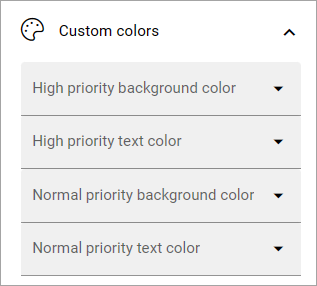 Custom colors
High priority background color
High priority text color
Normal priority background color
Normal priority text color